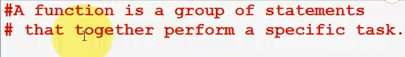 #A function is a group of statements
# that together perform a specific task.